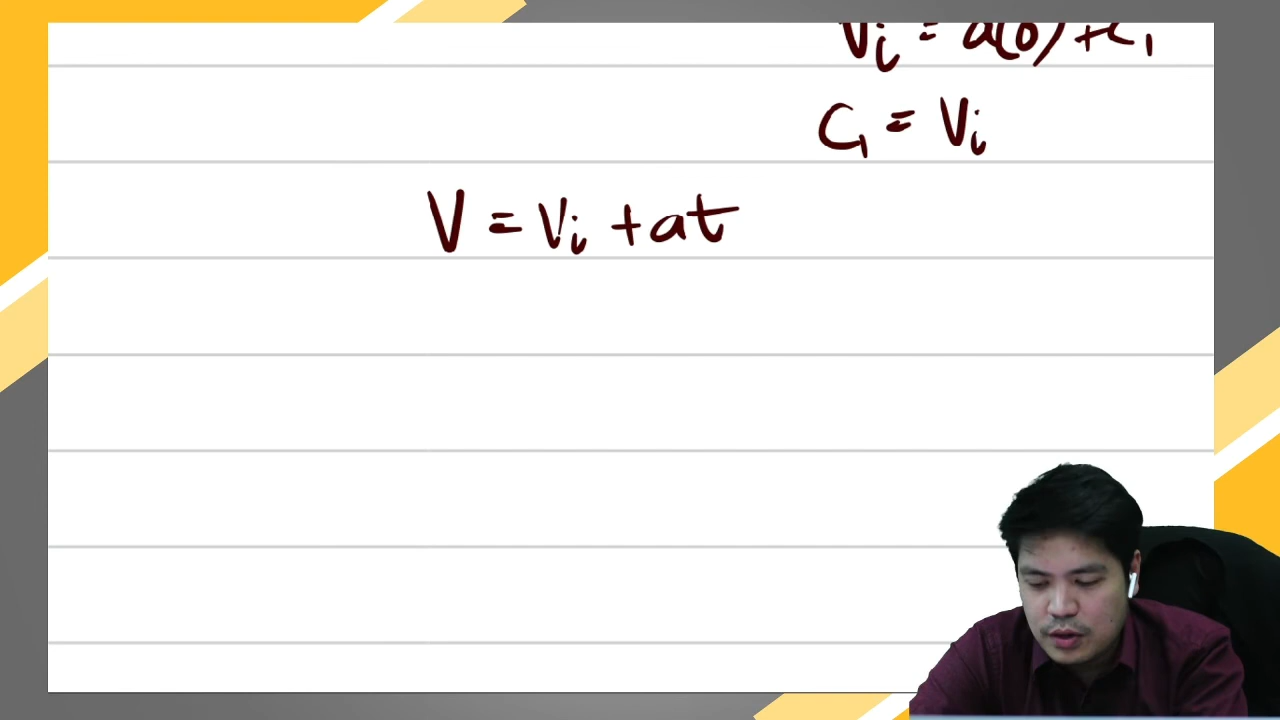 Vi = a(0) + C1
C1 = Vi
V = Vi + at